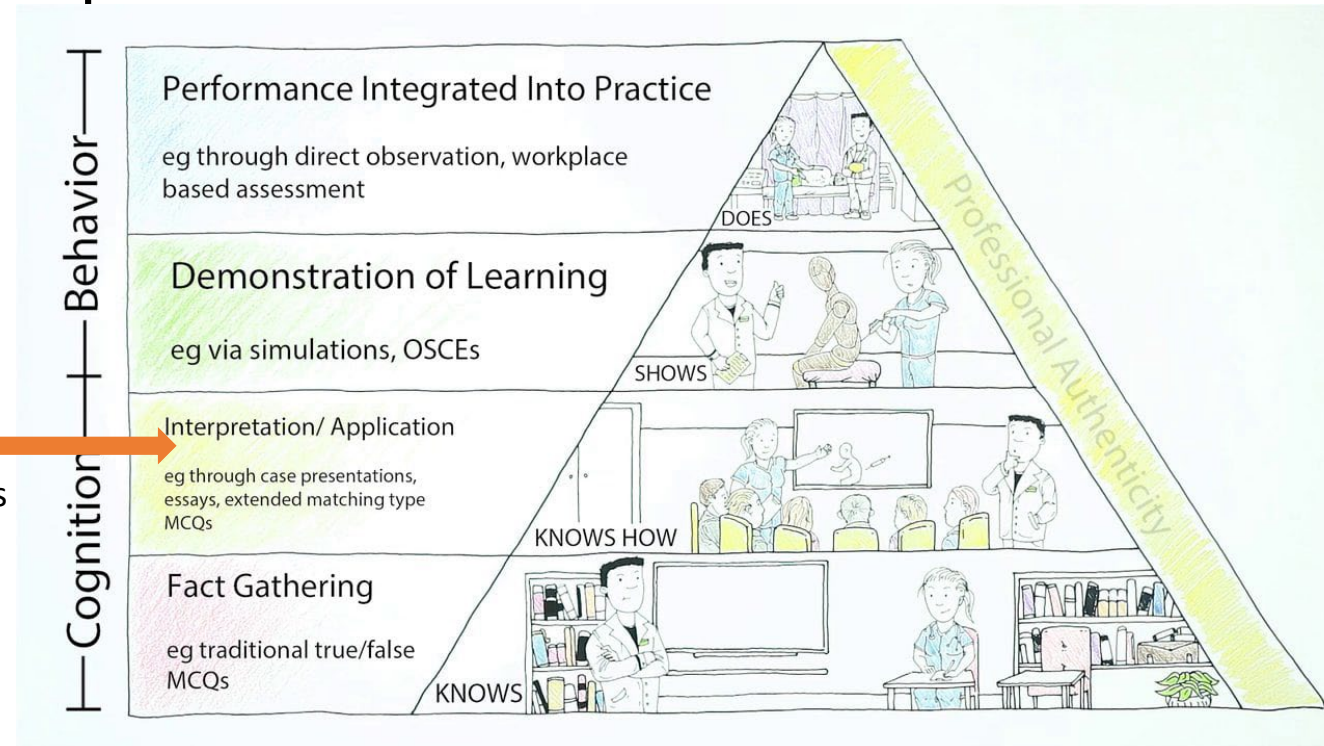 Performance Integrated Into Practice
eg through direct observation, workplace
based assessment
DOES
Demonstration of Learning
eg via simulations, OSCEs
SHOWS
Interpretation/ Application
eg through case presentations,
essays, extended matching type
MCQs
KNOWS HOW
Fact Gathering
eg traditional true/false
MCQs
KNOWS
Behavior
Cognition
Professional Authenticity
s